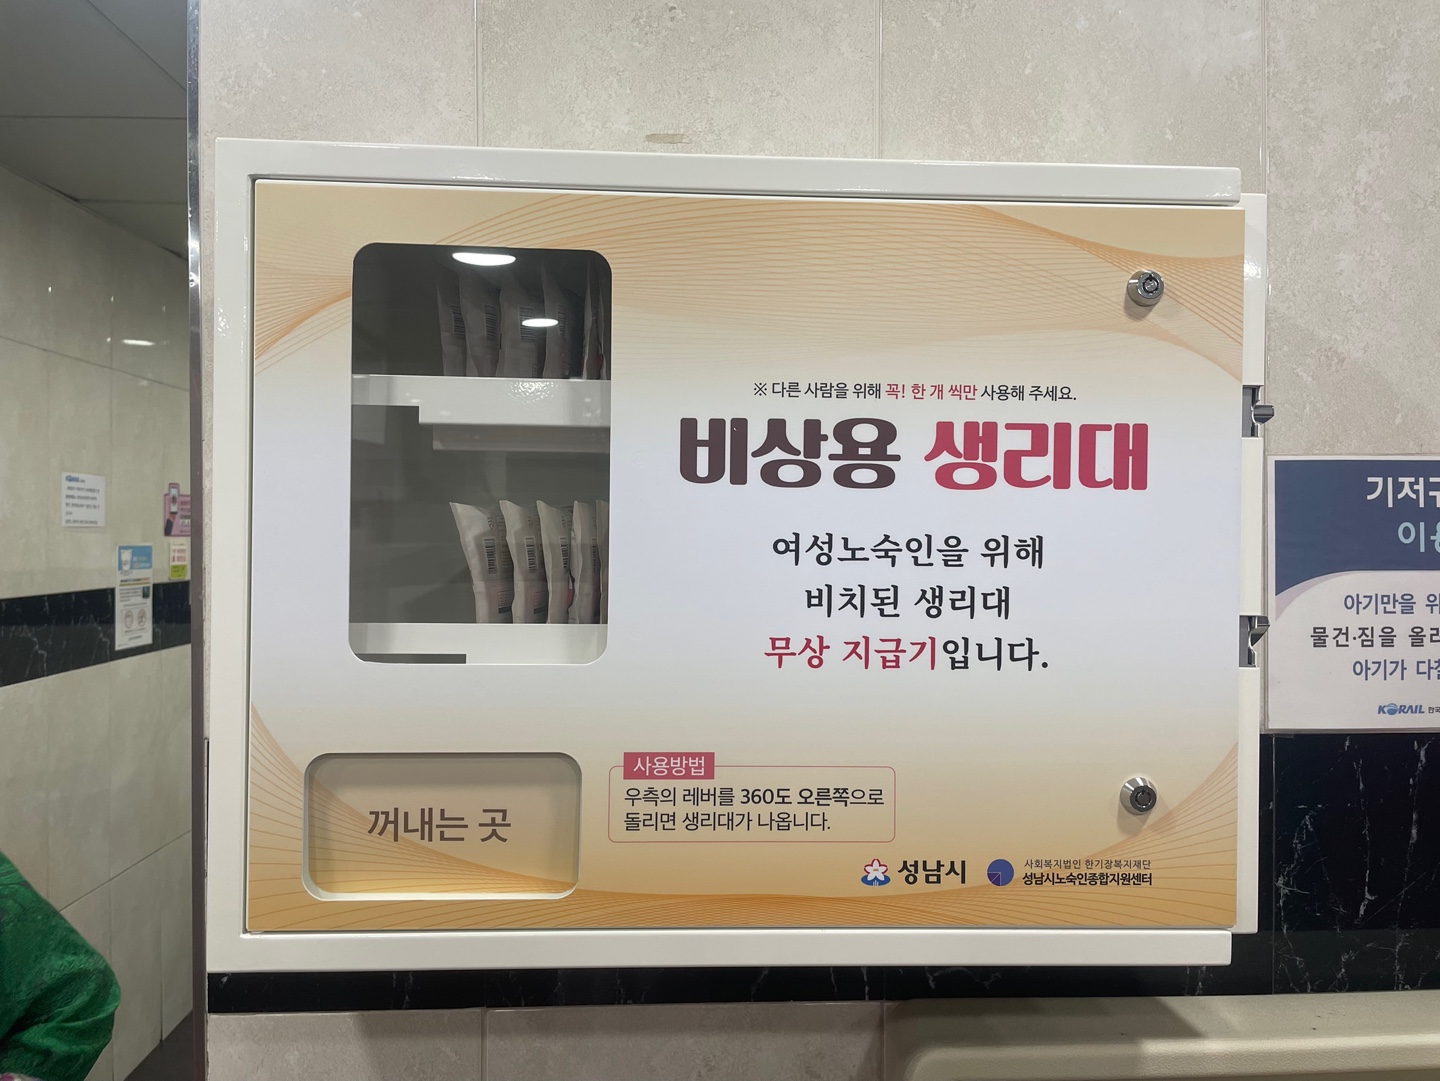 ※ 다른 사람을 위해 꼭! 한 개 씩만 사용해 주세요.
비상용 생리대
여성노숙인을 위해
비치된 생리대
무상 지급기입니다.
꺼내는 곳
사용방법
우측의 레버를 360도 오른쪽으로
돌리면 생리대가 나옵니다.
성남시
사회복지법인 한기장복지재단
성남시노숙인종합지원센터
기저귀
아기만을
물건·짐을
아기가
KORAIL